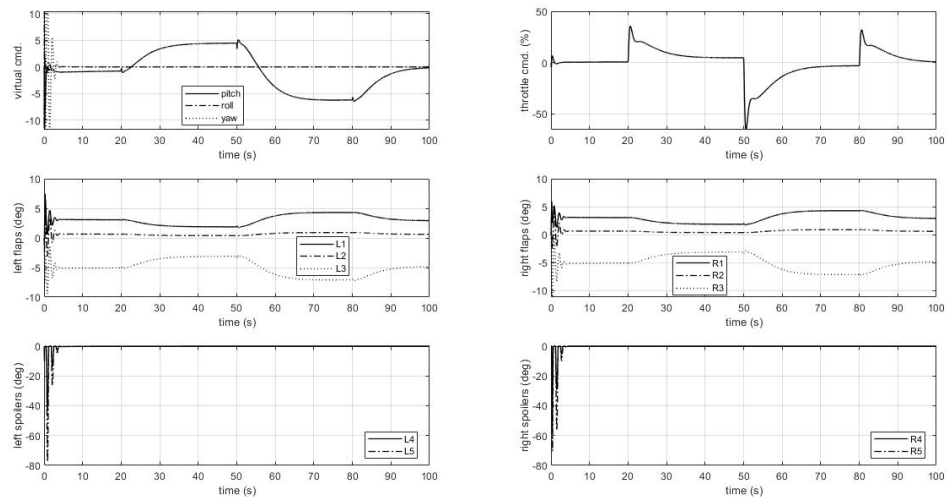 virtual cmd.
10
5
0
-5
-10
pitch
roll
yaw
0 10 20 30 40 50 60 70 80 90 100
time (s)
throttle cmd. (%)
50
0
-50
0 10 20 30 40 50 60 70 80 90 100
time (s)
left flaps (deg)
10
5
0
-5
-10
L1
L2
L3
0 10 20 30 40 50 60 70 80 90 100
time (s)
right flaps (deg)
10
5
0
-5
-10
R1
R2
R3
0 10 20 30 40 50 60 70 80 90 100
time (s)
left spoilers (deg)
0
-20
-40
-60
-80
L4
L5
0 10 20 30 40 50 60 70 80 90 100
time (s)
right spoilers (deg)
0
-20
-40
-60
-80
R4
R5
0 10 20 30 40 50 60 70 80 90 100
time (s)